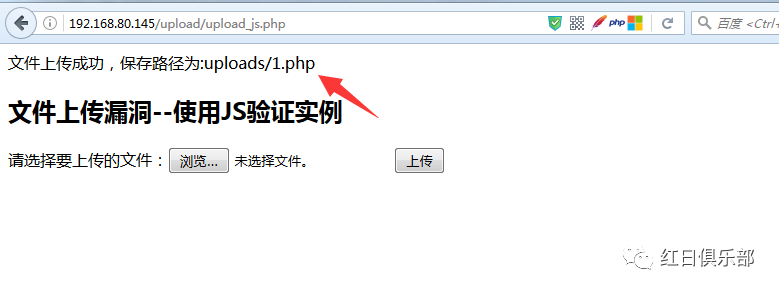 192.168.80.145/upload/upload_js.php
php
百度 <Ctrl+
文件上传成功，保存路径为:uploads/1.php
文件上传漏洞--使用JS验证实例
请选择要上传的文件：浏览... 未选择文件。 上传
红日俱乐部